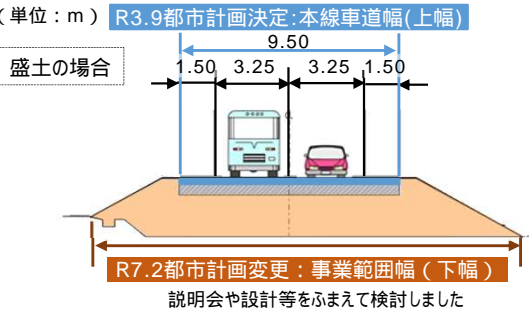 (単位：m) R3.9都市計画決定:本線車道幅(上幅)
9.50
盛土の場合
1.50 3.25 3.25 1.50
R7.2都市計画変更：事業範囲幅（下幅）
説明会や設計等をふまえて検討しました